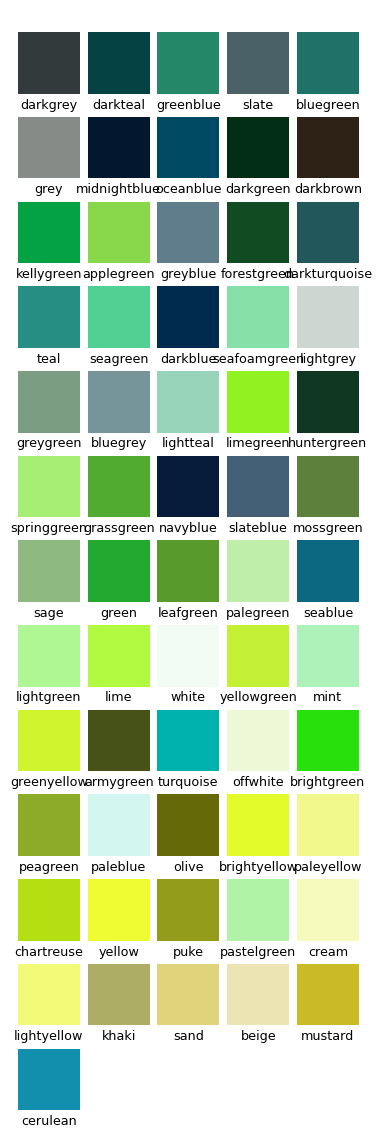 darkgrey darkteal greenblue slate bluegreen
grey midnightblue oceanblue darkgreen darkbrown
kellygreen applegreen greyblue forestgreen darkturquoise
teal seagreen darkblue seafoamgreen lightgrey
greygreen bluegrey lightteal limegreen huntergreen
springgreen grassgreen navyblue slateblue mossgreen
sage green leafgreen palegreen seablue
lightgreen lime white yellowgreen mint
greenyellow armygreen turquoise offwhite brightgreen
peagreen paleblue olive brightyellow paleyellow
chartreuse yellow puke pastelgreen cream
lightyellow khaki sand beige mustard
cerulean